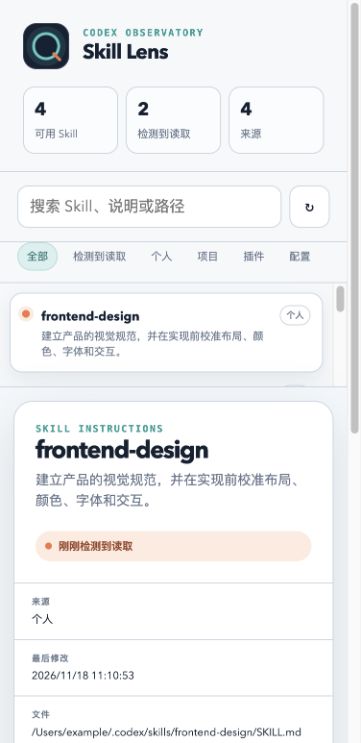 CODEX OBSERVATORY
Skill Lens
4
可用 Skill
2
检测到读取
4
来源
搜索 Skill、说明或路径
↻
全部
检测到读取
个人
项目
插件
配置
frontend-design
个人
建立产品的视觉规范，并在实现前校准布局、颜
色、字体和交互。
SKILL INSTRUCTIONS
frontend-design
建立产品的视觉规范，并在实现前校准布局、
颜色、字体和交互。
刚刚检测到读取
来源
个人
最后修改
2026/11/18 11:10:53
文件
/Users/example/.codex/skills/frontend-design/SKILL.md